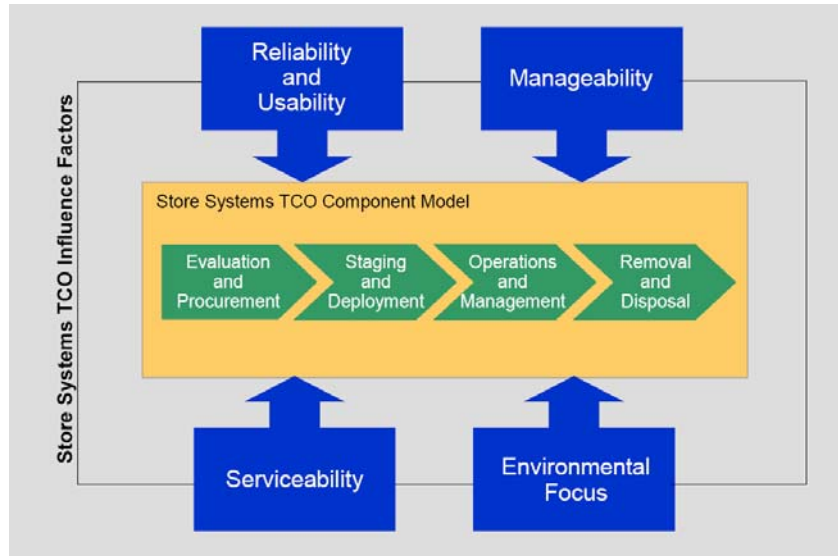 Store Systems TCO Influence Factors
Reliability
and
Usability
Manageability
Store Systems TCO Component Model
Evaluation
and
Procurement
Staging
and
Deployment
Operations
and
Management
Removal
and
Disposal
Serviceability
Environmental
Focus